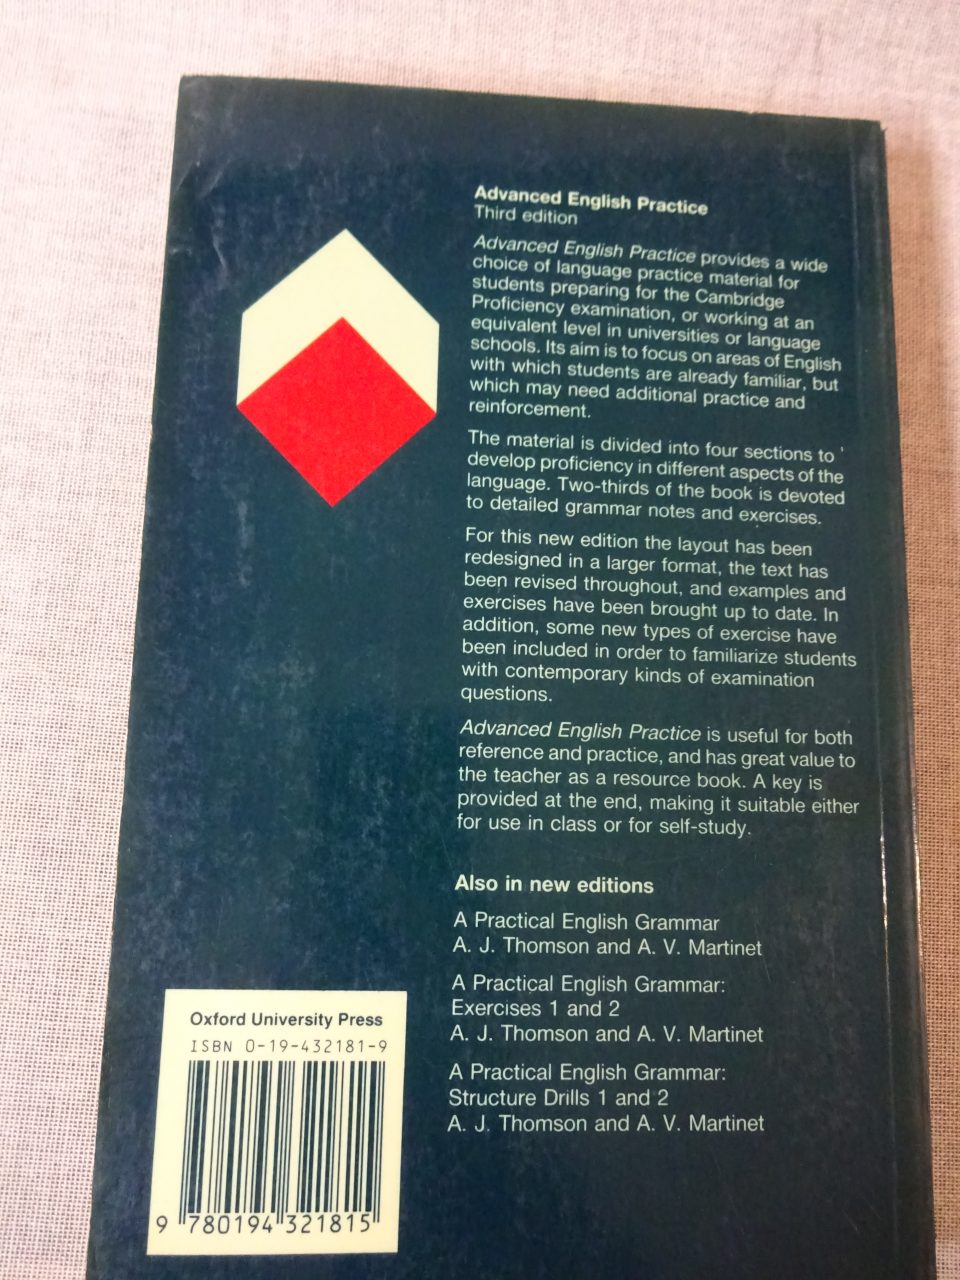 Advanced English Practice
Third edition
Advanced English Practice provides a wide
choice of language practice material for
students preparing for the Cambridge
Proficiency examination, or working at an
equivalent level in universities or language
schools. Its aim is to focus on areas of English
with which students are already familiar, but
which may need additional practice and
reinforcement.
The material is divided into four sections to
develop proficiency in different aspects of the
language. Two-thirds of the book is devoted
to detailed grammar notes and exercises.
For this new edition the layout has been
redesigned in a larger format, the text has
been revised throughout, and examples and
exercises have been brought up to date. In
addition, some new types of exercise have
been included in order to familiarize students
with contemporary kinds of examination
questions.
Advanced English Practice is useful for both
reference and practice, and has great value to
the teacher as a resource book. A key is
provided at the end, making it suitable either
for use in class or for self-study.
Also in new editions
A Practical English Grammar
A. J. Thomson and A. V. Martinet
A Practical English Grammar:
Exercises 1 and 2
A. J. Thomson and A. V. Martinet
A Practical English Grammar:
Structure Drills 1 and 2
A. J. Thomson and A. V. Martinet
Oxford University Press
ISBN 0-19-432181-9
9 780194 321815